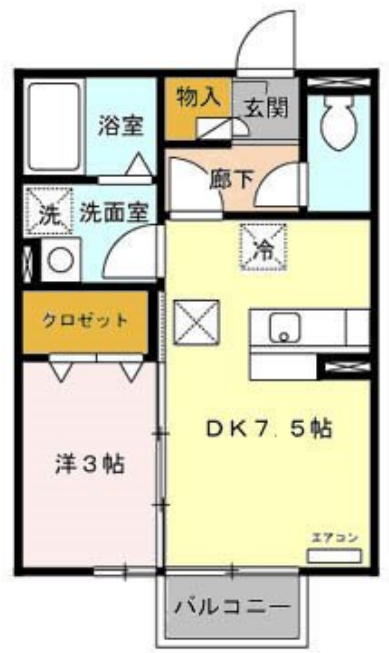 物入
玄関
浴室
廊下
洗
洗面室
冷
クロゼット
DK7.5帖
洋3帖
エアコン
バルコニー